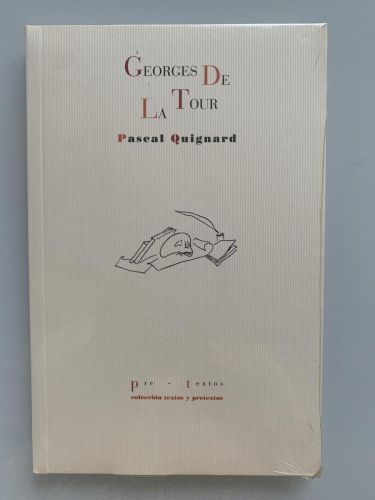 GEORGES DE
LA TOUR
Pascal Quignard
pre - textos
colección textos y pretextos